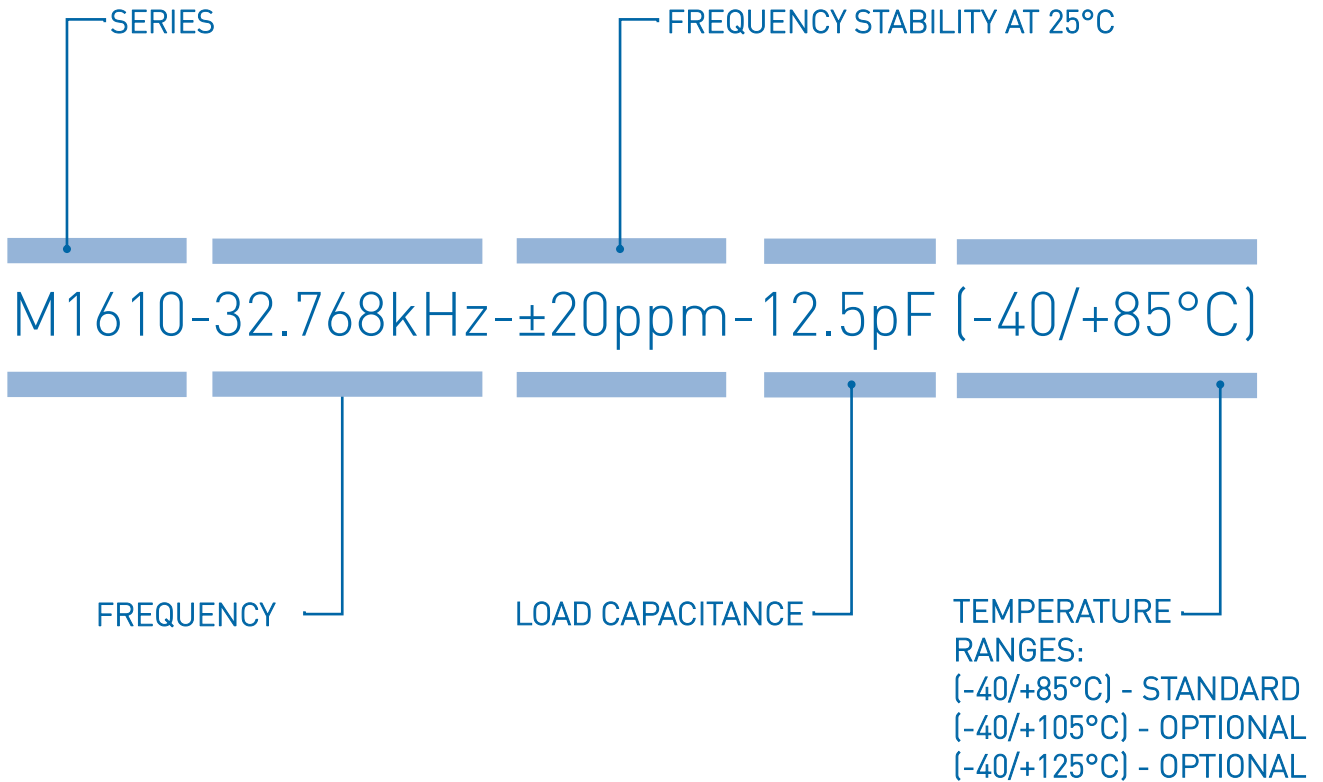 SERIES
FREQUENCY STABILITY AT 25°C
M1610-32.768kHz-±20ppm-12.5pF (-40/+85°C)
FREQUENCY
LOAD CAPACITANCE
TEMPERATURE
RANGES:
(-40/+85°C) - STANDARD
(-40/+105°C) - OPTIONAL
(-40/+125°C) - OPTIONAL